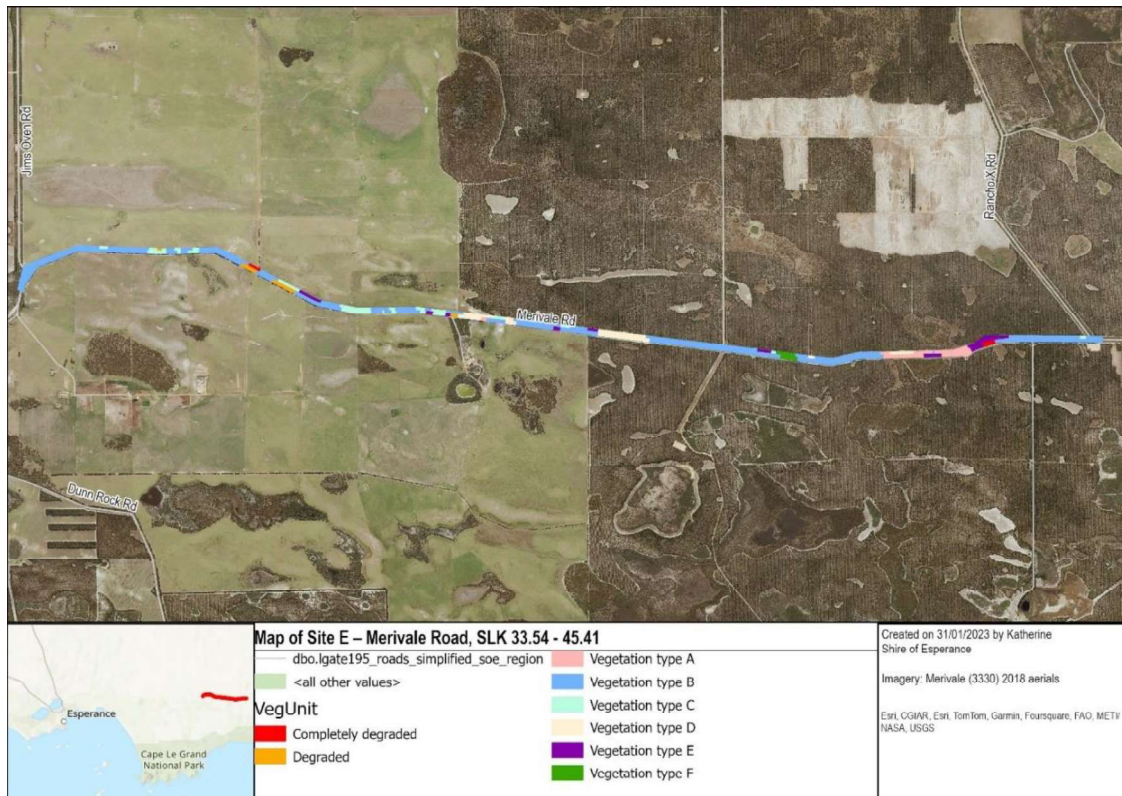 Jims Oven Rd
Rancho X Rd
Merivale Rd
Dunn Rock Rd
Esperance
Cape Le Grand
National Park
Map of Site E – Merivale Road, SLK 33.54 - 45.41
dbo.lgate195_roads_simplified_soe_region
<all other values>
VegUnit
Completely degraded
Degraded
Vegetation type A
Vegetation type B
Vegetation type C
Vegetation type D
Vegetation type E
Vegetation type F
Created on 31/01/2023 by Katherine
Shire of Esperance
Imagery: Merivale (3330) 2018 aerials
Esri, CGIAR, Esri, TomTom, Garmin, Foursquare, FAO, METI/
NASA, USGS